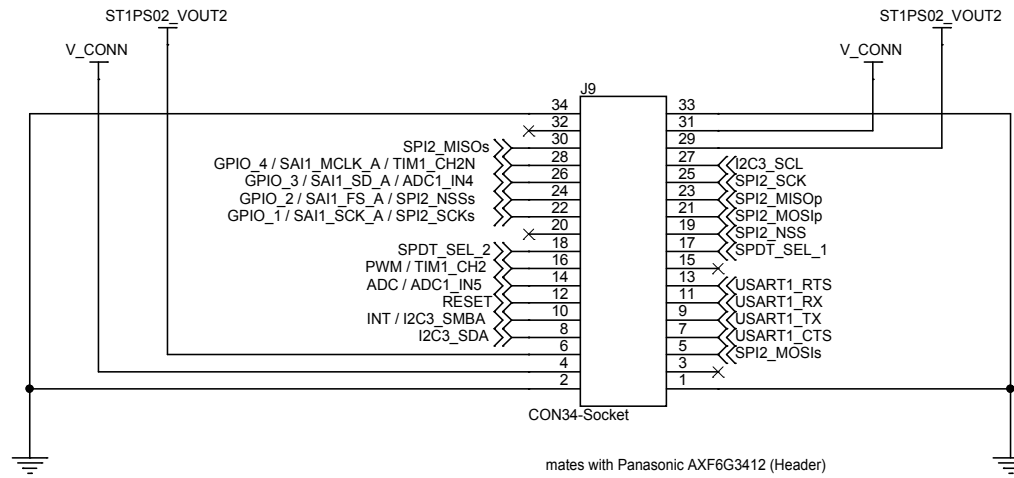 ST1PS02_VOUT2
ST1PS02_VOUT2
V_CONN
V_CONN
J9
34 33
32 31
SPI2_MISOs 30 29
GPIO_4 / SAI1_MCLK_A / TIM1_CH2N 28 27 I2C3_SCL
GPIO_3 / SAI1_SD_A / ADC1_IN4 26 25 SPI2_SCK
GPIO_2 / SAI1_FS_A / SPI2_NSSs 24 23 SPI2_MISOp
GPIO_1 / SAI1_SCK_A / SPI2_SCKs 22 21 SPI2_MOSIp
20 19 SPI2_NSS
SPDT_SEL_2 18 17 SPDT_SEL_1
PWM / TIM1_CH2 16 15
ADC / ADC1_IN5 14 13 USART1_RTS
RESET 12 11 USART1_RX
INT / I2C3_SMBA 10 9 USART1_TX
I2C3_SDA 8 7 USART1_CTS
6 5 SPI2_MOSIs
4 3
2 1
CON34-Socket
mates with Panasonic AXF6G3412 (Header)